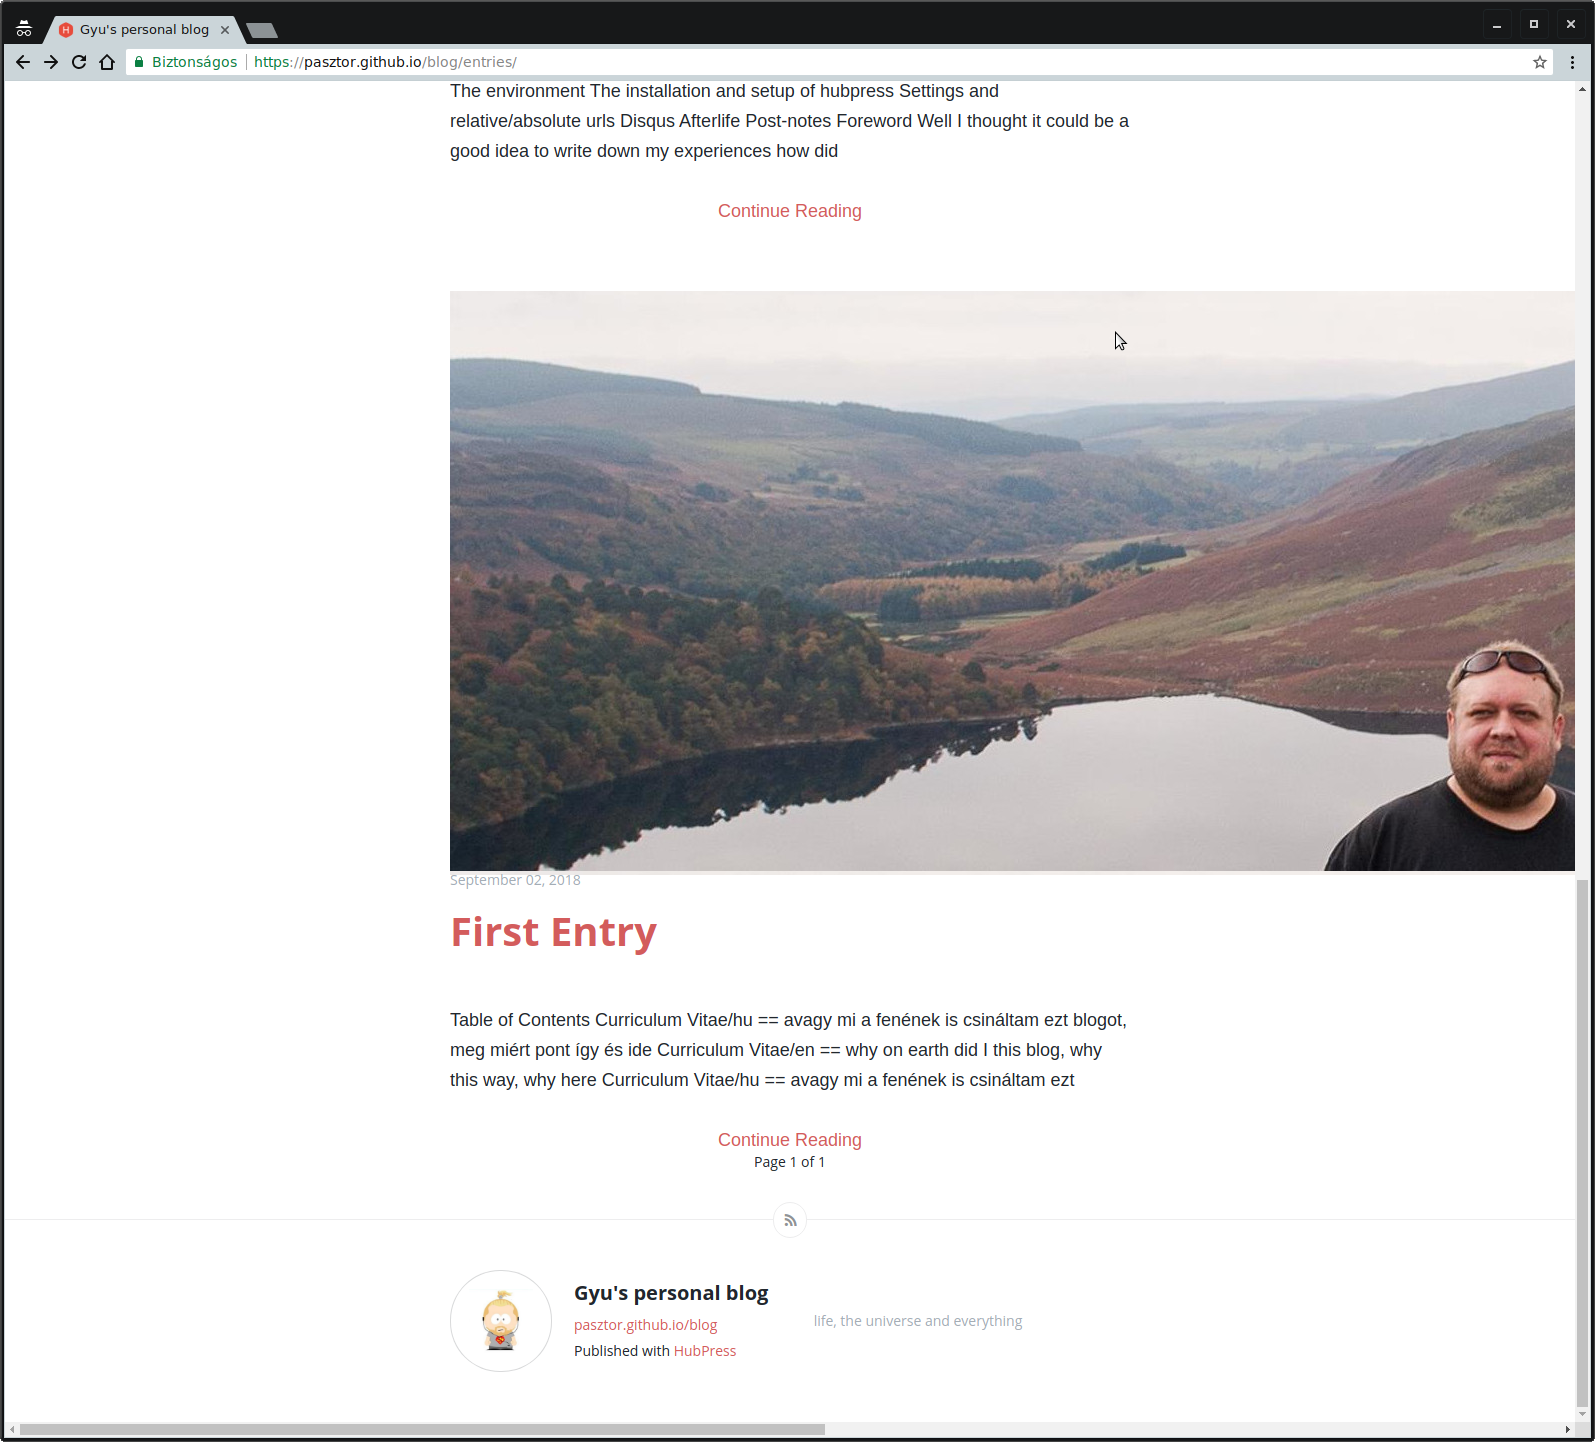 Gyu's personal blog
Biztonságos https://pasztor.github.io/blog/entries/
The environment The installation and setup of hubpress Settings and
relative/absolute urls Disqus Afterlife Post-notes Foreword Well I thought it could be a
good idea to write down my experiences how did
Continue Reading
September 02, 2018
First Entry
Table of Contents Curriculum Vitae/hu == avagy mi a fenének is csináltam ezt blogot,
meg miért pont így és ide Curriculum Vitae/en == why on earth did I this blog, why
this way, why here Curriculum Vitae/hu == avagy mi a fenének is csináltam ezt
Continue Reading
Page 1 of 1
Gyu's personal blog
pasztor.github.io/blog
life, the universe and everything
Published with HubPress